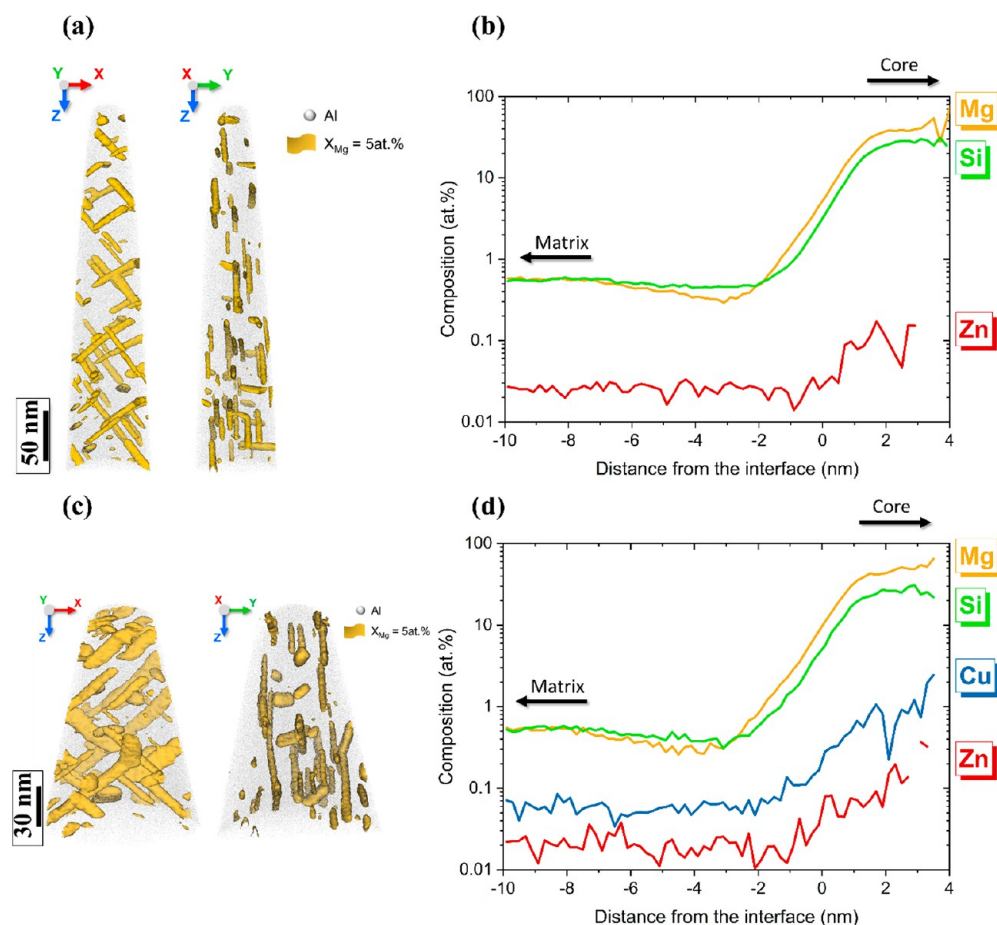 (a)
Y X
Z
X Y
Z
Al
X_Mg = 5at.%
50 nm
(b)
Core
100
10
1
0.1
0.01
Composition (at.%)
Matrix
Mg
Si
Zn
-10 -8 -6 -4 -2 0 2 4
Distance from the interface (nm)
(c)
Y X
Z
X Y
Z
Al
X_Mg = 5at.%
30 nm
(d)
Core
100
10
1
0.1
0.01
Composition (at.%)
Matrix
Mg
Si
Cu
Zn
-10 -8 -6 -4 -2 0 2 4
Distance from the interface (nm)